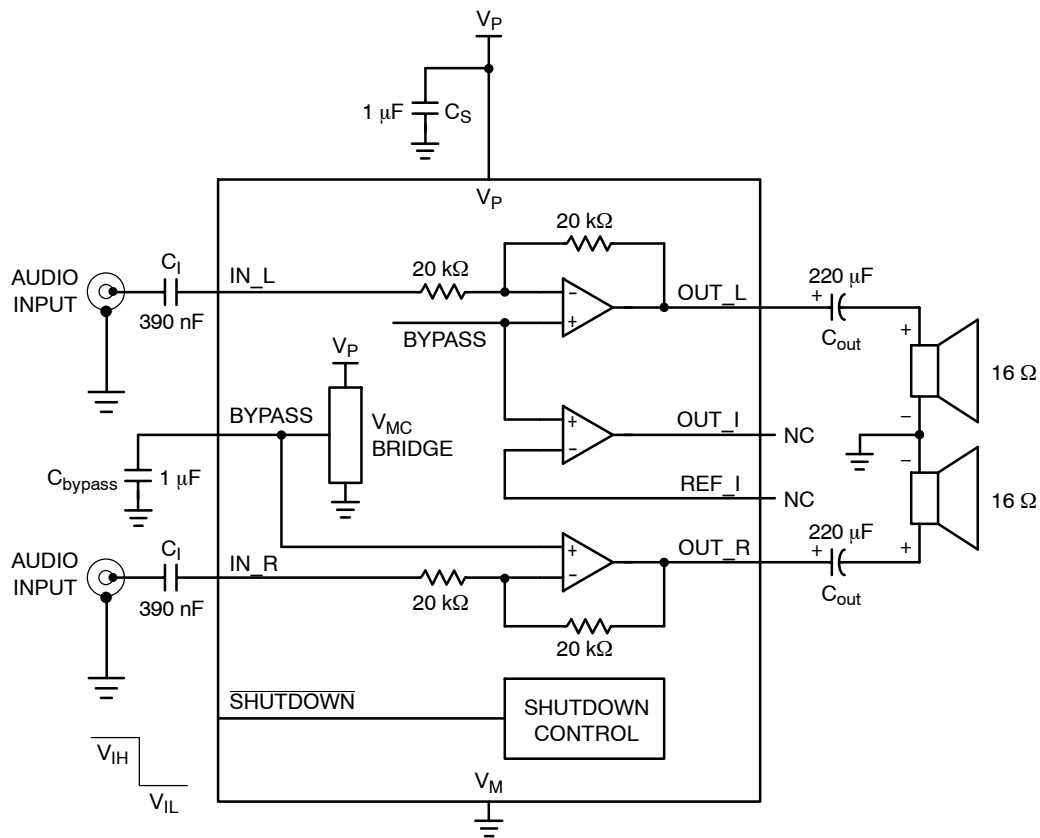 V_P
1 μF C_S
V_P
20 kΩ
C_I
AUDIO
INPUT
IN_L
20 kΩ
390 nF
OUT_L
220 μF
+
C_out
−
+
BYPASS
+
16 Ω
−
V_P
BYPASS
V_MC
BRIDGE
+
−
OUT_I
NC
C_bypass 1 μF
REF_I
NC
−
16 Ω
C_I
AUDIO
INPUT
IN_R
+
−
OUT_R
220 μF
+
+
390 nF
20 kΩ
C_out
20 kΩ
SHUTDOWN
SHUTDOWN
CONTROL
V_IH
V_IL
V_M